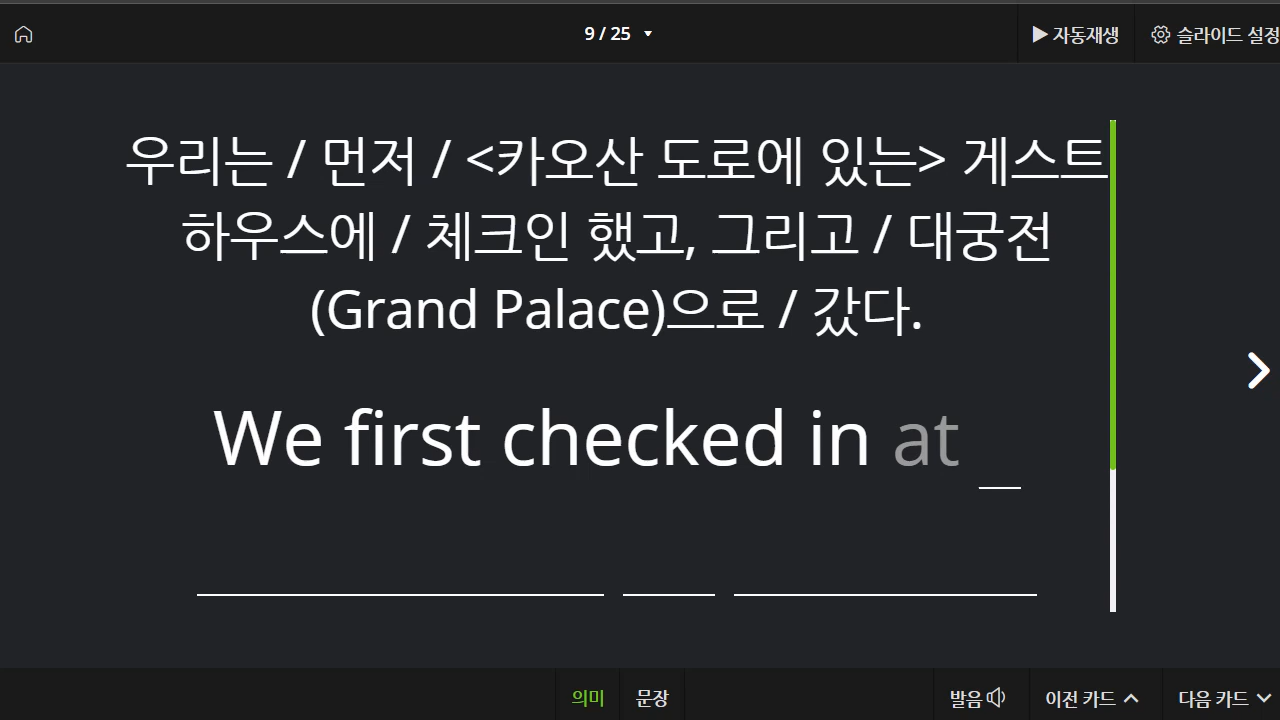 9 / 25
자동재생
슬라이드 설정
우리는 / 먼저 / <카오산 도로에 있는> 게스트
하우스에 / 체크인 했고, 그리고 / 대궁전
(Grand Palace)으로 / 갔다.
We first checked in at
의미
문장
발음
이전 카드
다음 카드